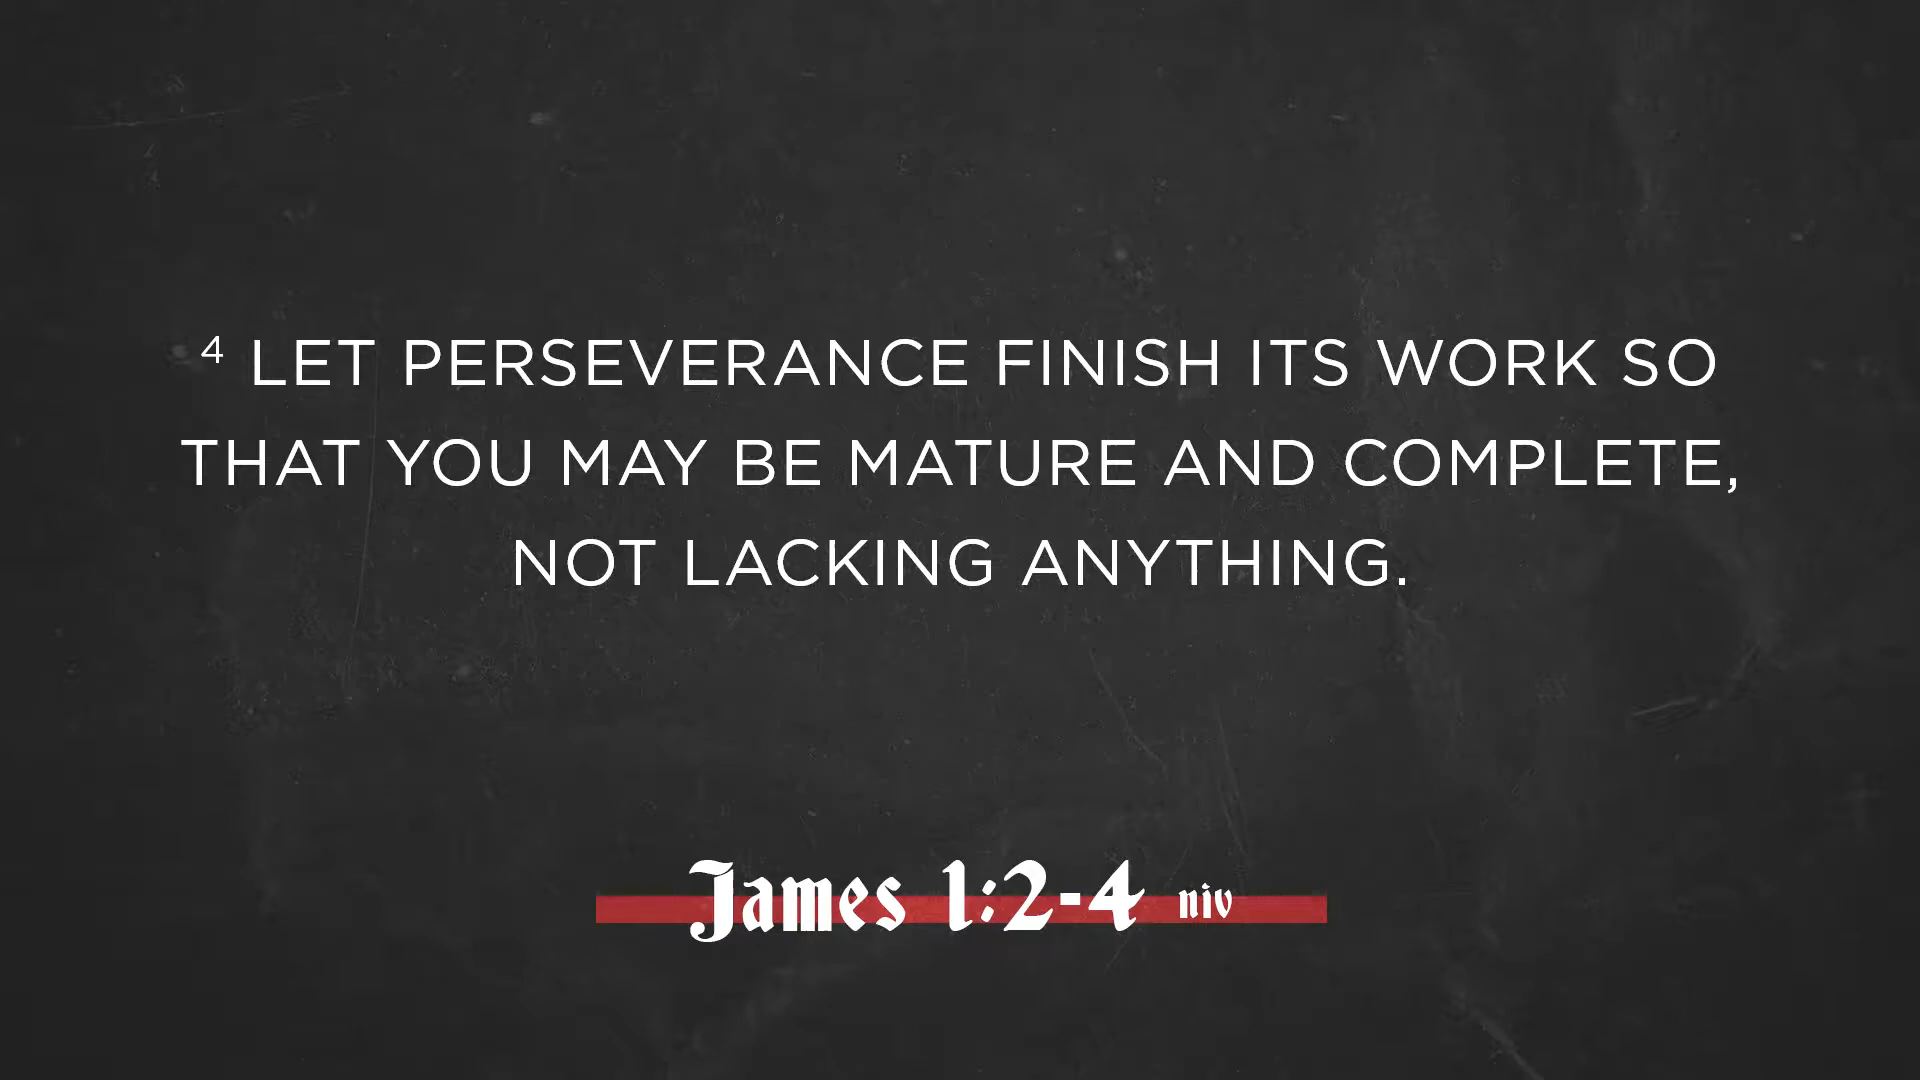 ⁴ LET PERSEVERANCE FINISH ITS WORK SO
THAT YOU MAY BE MATURE AND COMPLETE,
NOT LACKING ANYTHING.
James 1:2-4 niv